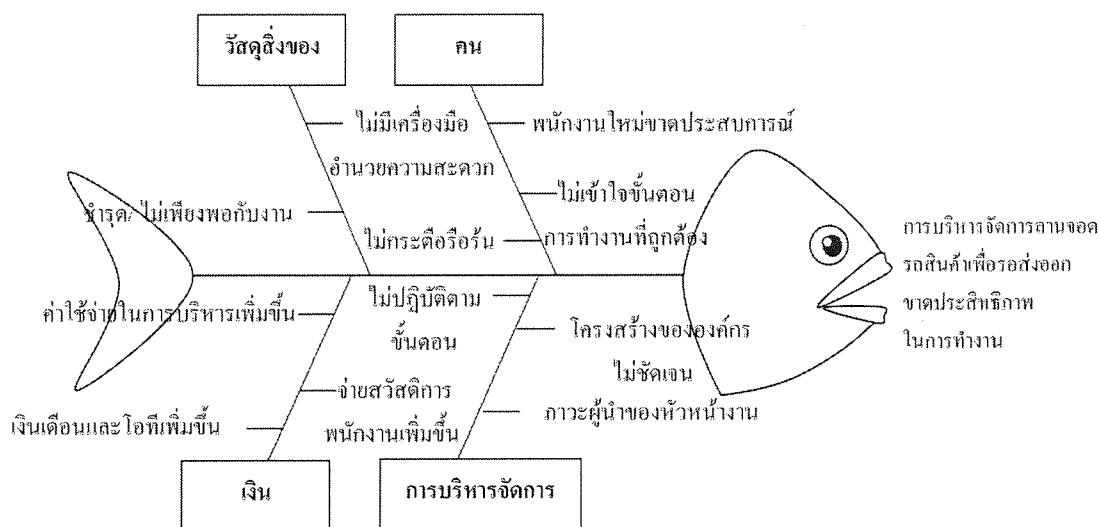 วัสดุสิ่งของ
คน
ไม่มีเครื่องมือ
อำนวยความสะดวก
ชำรุด/ ไม่เพียงพอกับงาน
พนักงานใหม่ขาดประสบการณ์
ไม่เข้าใจขั้นตอน
การทำงานที่ถูกต้อง
ไม่กระตือรือร้น
การบริหารจัดการลานจอด
รถสินค้าเพื่อรอส่งออก
ขาดประสิทธิภาพ
ในการทำงาน
ค่าใช้จ่ายในการบริหารเพิ่มขึ้น
จ่ายสวัสดิการ
พนักงานเพิ่มขึ้น
เงินเดือนและโอทีเพิ่มขึ้น
ไม่ปฏิบัติตาม
ขั้นตอน
โครงสร้างขององค์กร
ไม่ชัดเจน
ภาวะผู้นำของหัวหน้างาน
เงิน
การบริหารจัดการ